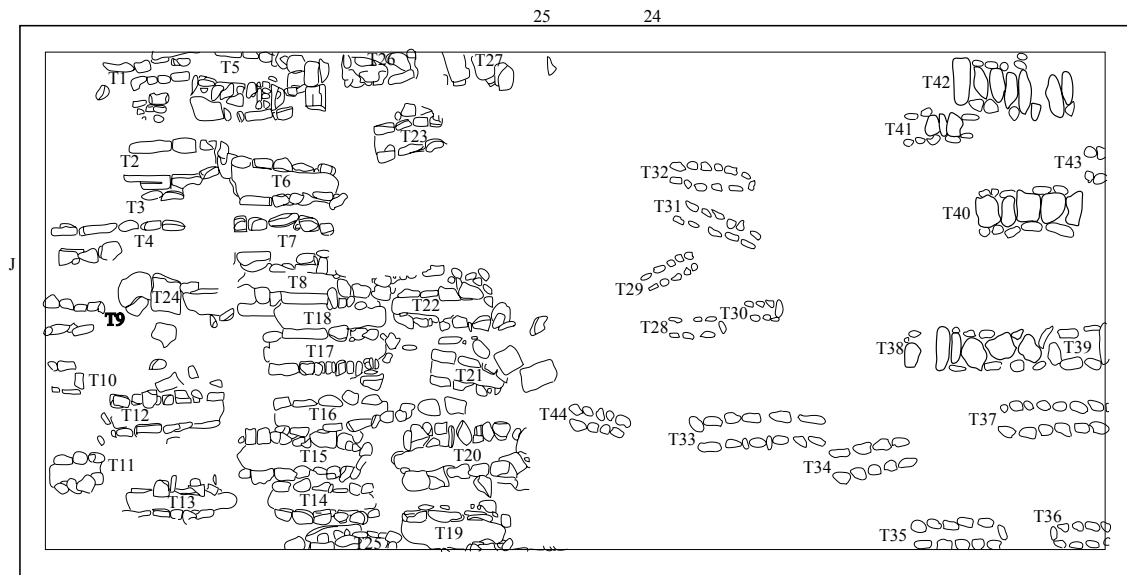 25 24
T26
T5 T27
T1
T42
T23 T41
T2 T43
T6 T32
T3 T31 T40
T4 T7
J
T8 T29
T24 T22 T30
T9 T18 T28
T17 T38 T39
T21
T10
T12 T16 T44 T37
T33
T15 T20
T11 T34
T13 T14
T36
T19 T35
T25